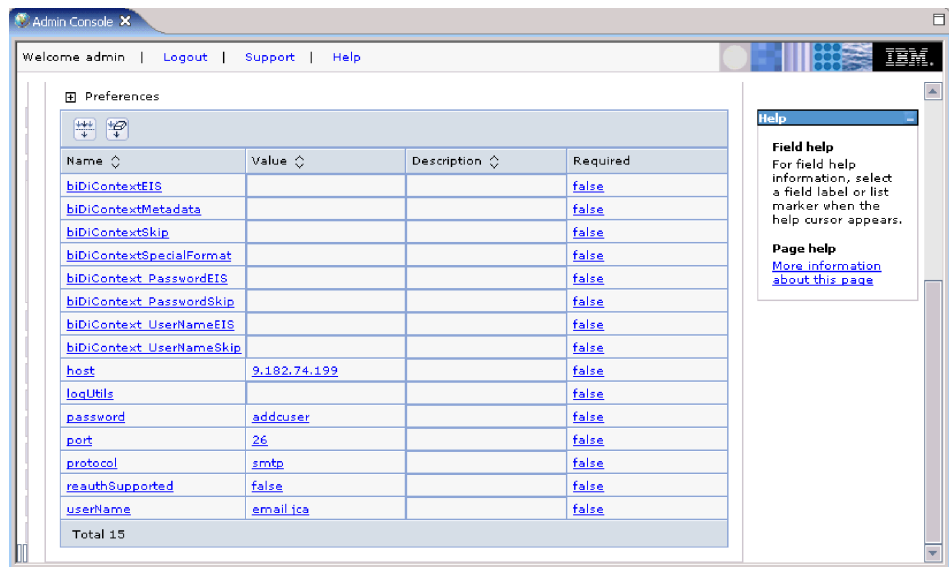 Admin Console
Welcome admin | Logout | Support | Help
IBM.
Preferences
Name Value Description Required
biDiContextEIS false
biDiContextMetadata false
biDiContextSkip false
biDiContextSpecialFormat false
biDiContext PasswordEIS false
biDiContext PasswordSkip false
biDiContext UserNameEIS false
biDiContext UserNameSkip false
host 9.182.74.199 false
logUtils false
password addcuser false
port 26 false
protocol smtp false
reauthSupported false false
userName emailjca false
Total 15
Help
Field help
For field help
information, select
a field label or list
marker when the
help cursor appears.
Page help
More information
about this page